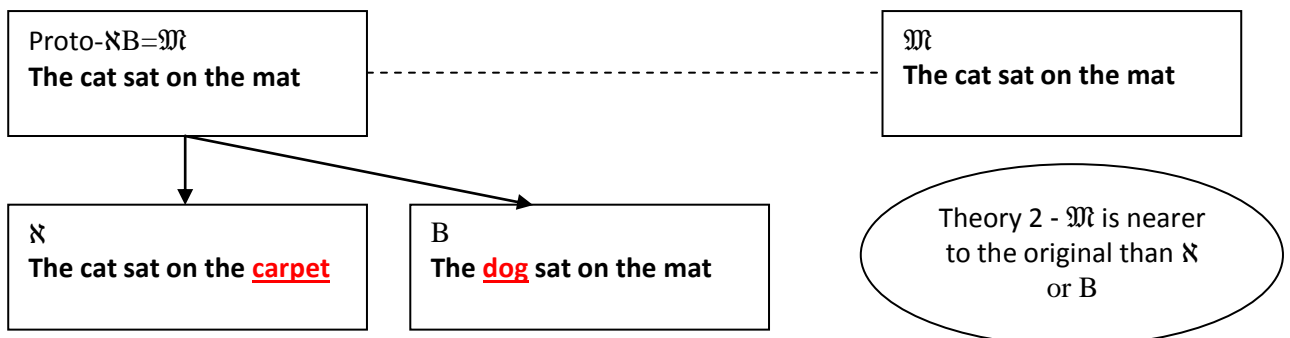 Proto-ℵB=𝔐
The cat sat on the mat
𝔐
The cat sat on the mat
ℵ
The cat sat on the carpet
B
The dog sat on the mat
Theory 2 - 𝔐 is nearer
to the original than ℵ
or B